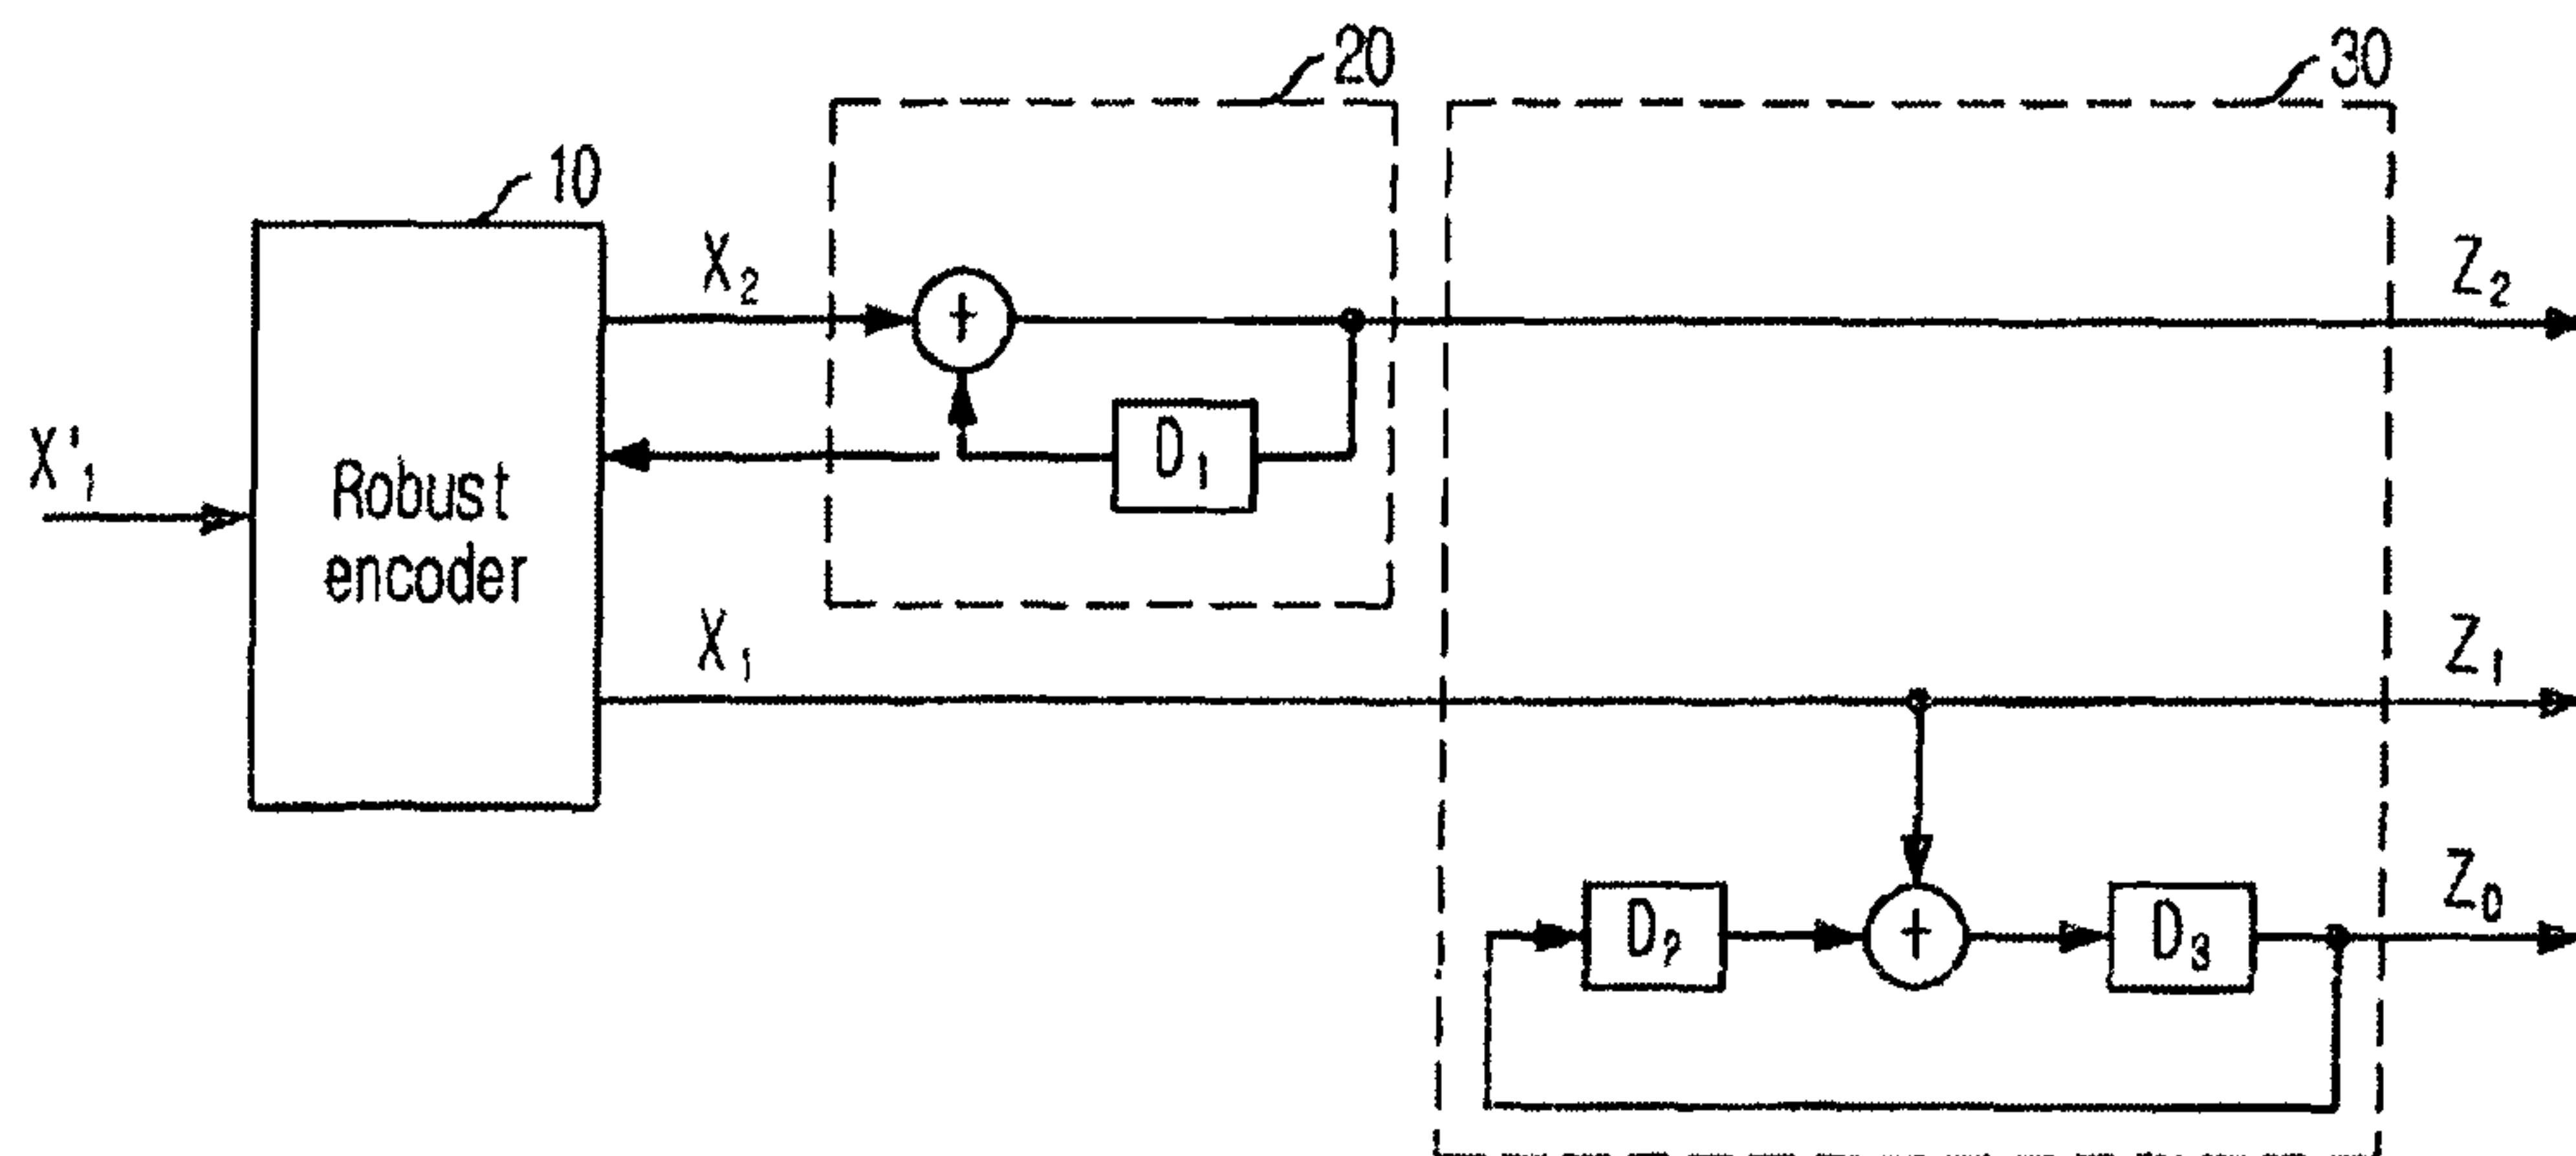 20
30
10
X₂
Z₂
+
D₁
X'₁
Robust
encoder
X₁
Z₁
Z₀
D₂
+
D₃